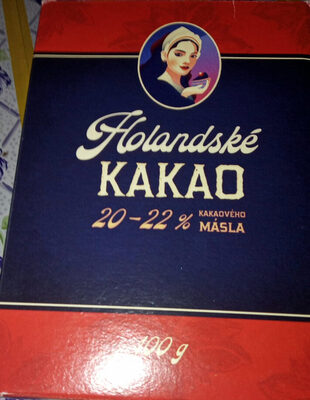 Holandské
KAKAO
20-22% KAKAOVÉHO
MÁSLA
100 g